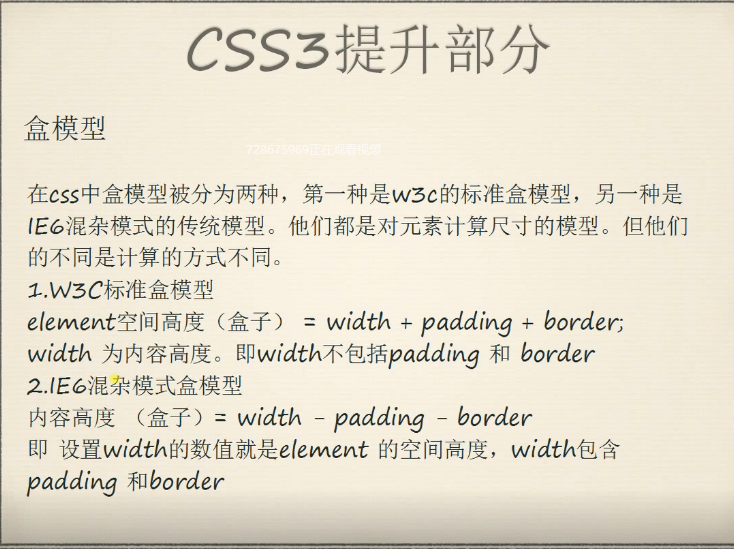 CSS3提升部分
盒模型
728675969正在观看视频
在css中盒模型被分为两种，第一种是w3c的标准盒模型，另一种是
IE6混杂模式的传统模型。他们都是对元素计算尺寸的模型。但他们
的不同是计算的方式不同。
1.W3C标准盒模型
element空间高度（盒子） = width + padding + border;
width 为内容高度。即width不包括padding 和 border
2.IE6混杂模式盒模型
内容高度 （盒子）= width - padding - border
即 设置width的数值就是element 的空间高度，width包含
padding 和border